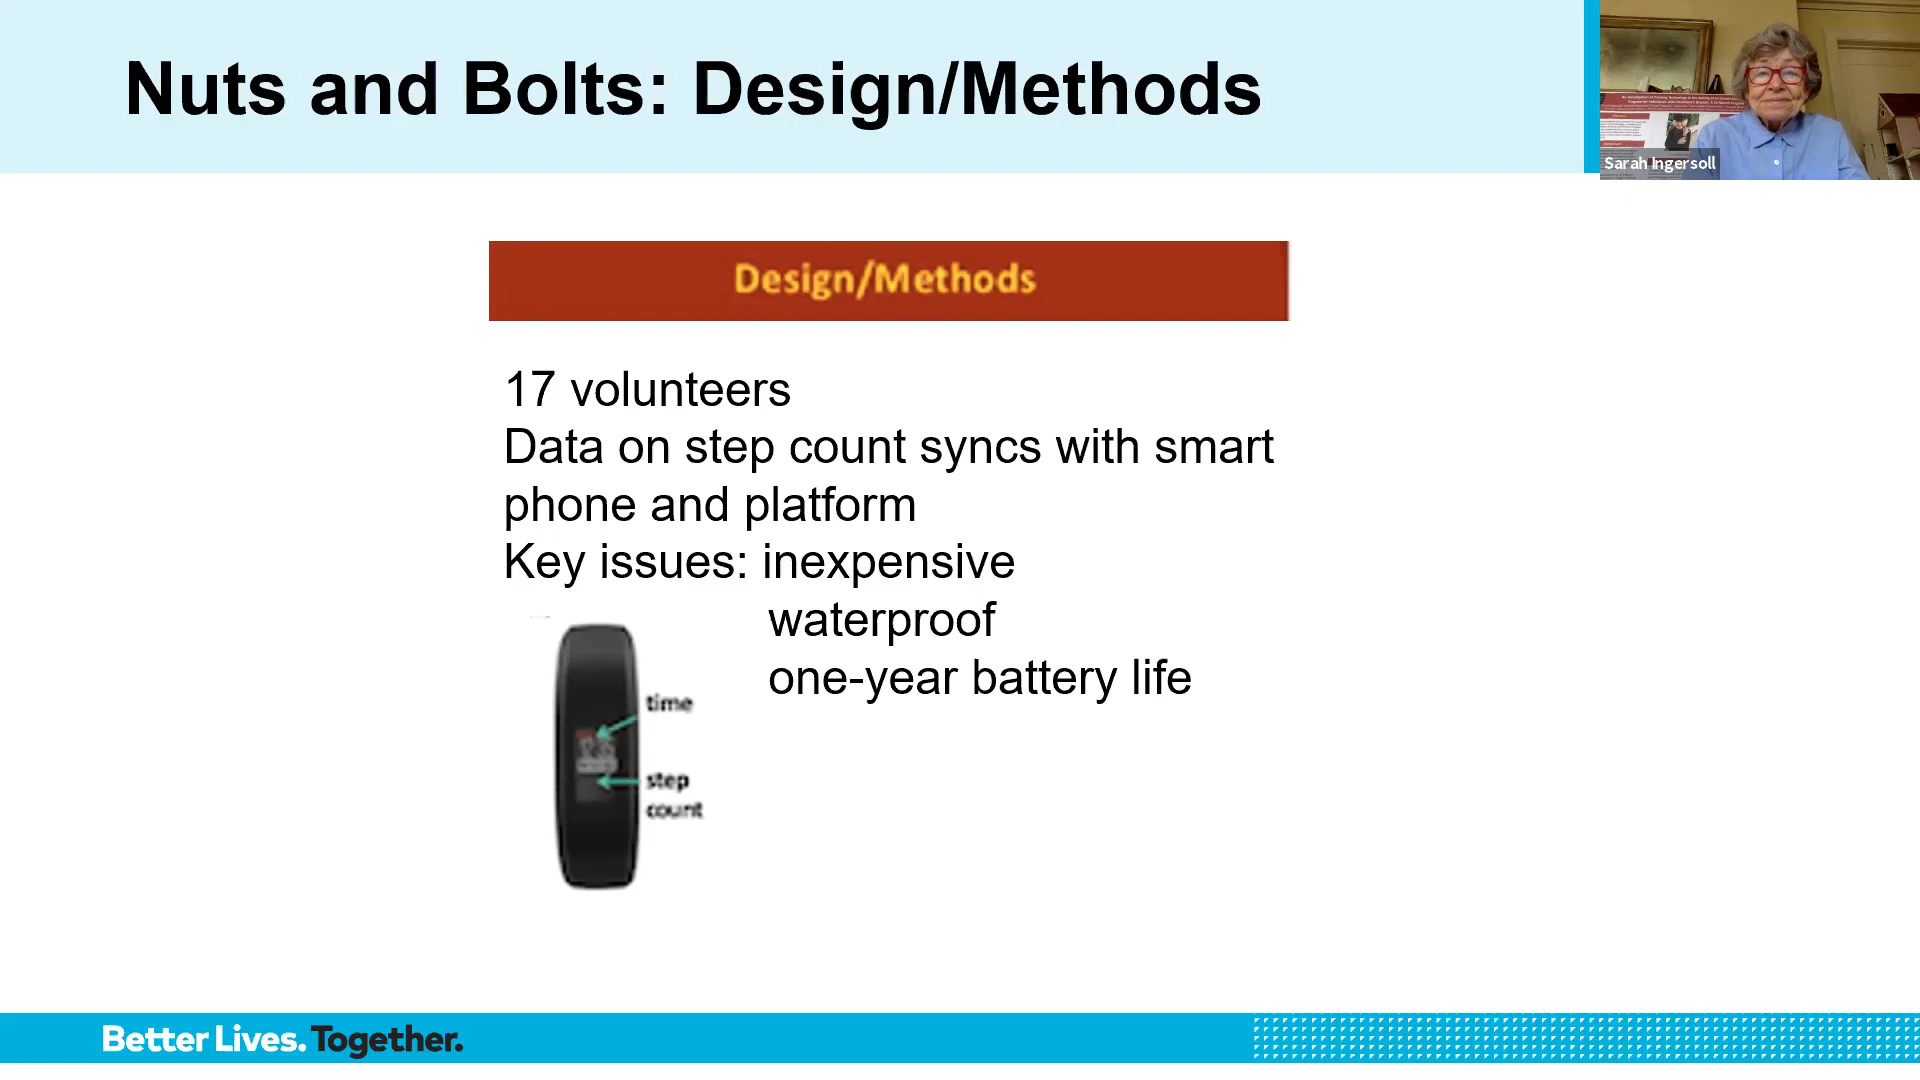 Nuts and Bolts: Design/Methods
Sarah Ingersoll
Design/Methods
17 volunteers
Data on step count syncs with smart
phone and platform
Key issues: inexpensive
waterproof
one-year battery life
time
step
count
Better Lives. Together.